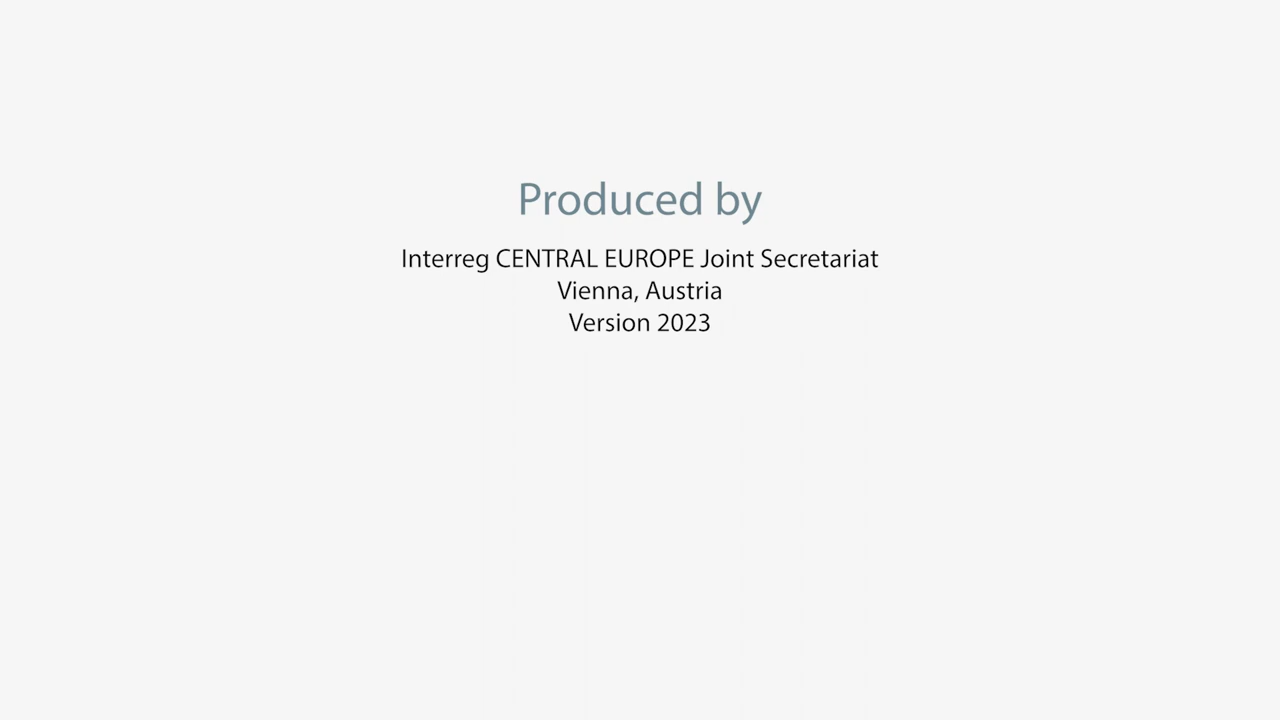 Produced by
Interreg CENTRAL EUROPE Joint Secretariat
Vienna, Austria
Version 2023